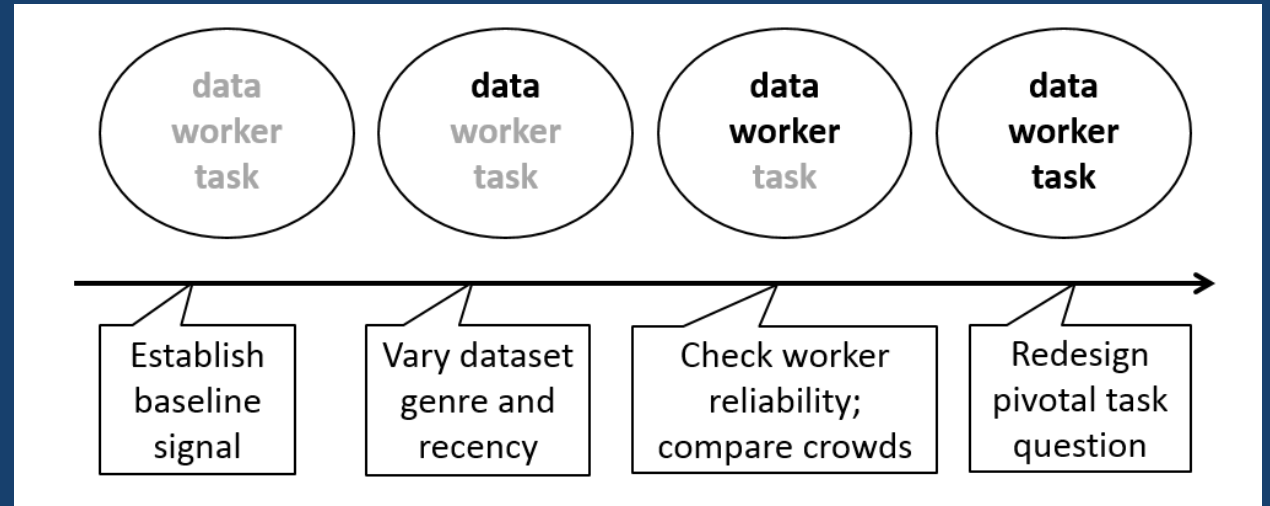 data
worker
task
data
worker
task
data
worker
task
data
worker
task
Establish
baseline
signal
Vary dataset
genre and
recency
Check worker
reliability;
compare crowds
Redesign
pivotal task
question